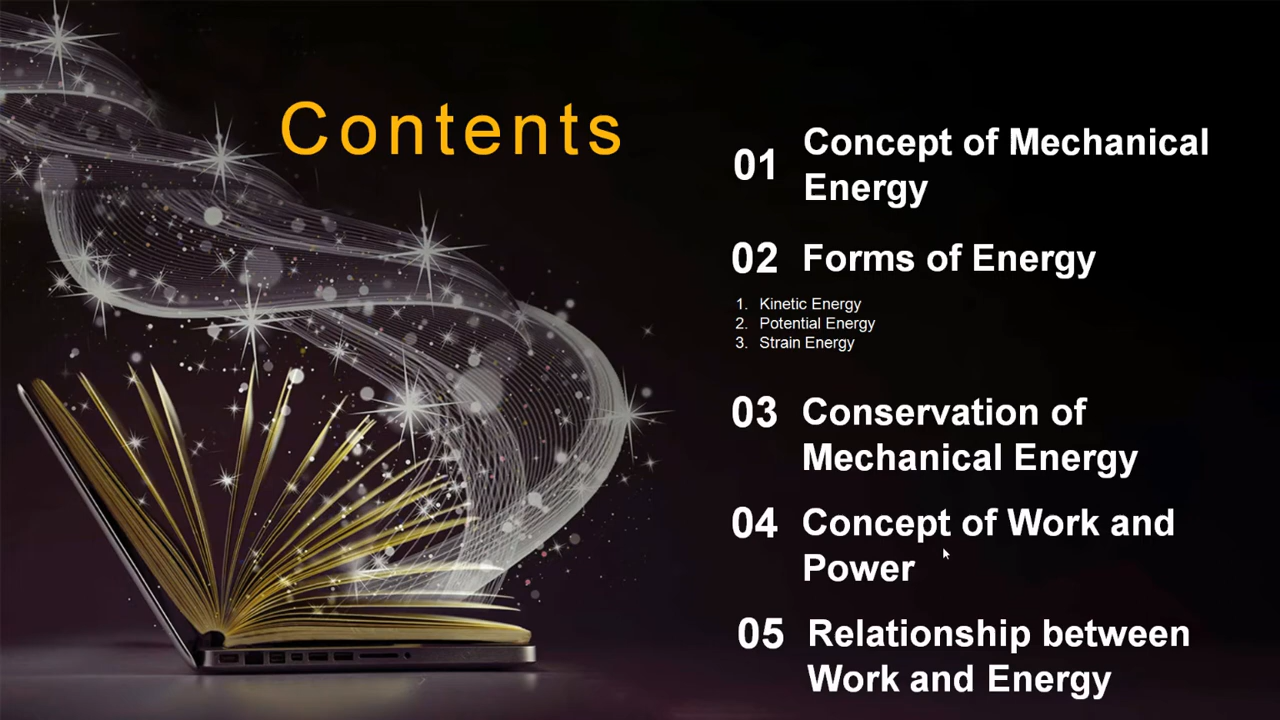 Contents
01 Concept of Mechanical
Energy
02 Forms of Energy
1. Kinetic Energy
2. Potential Energy
3. Strain Energy
03 Conservation of
Mechanical Energy
04 Concept of Work and
Power
05 Relationship between
Work and Energy